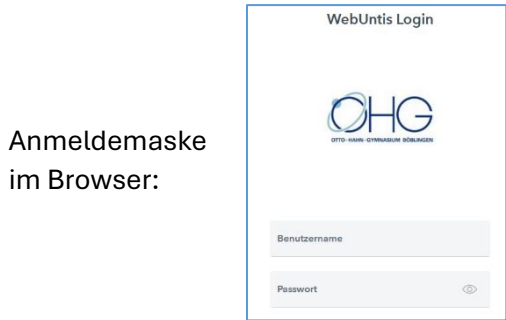 Anmeldemaske
im Browser:
WebUntis Login
OHG
OTTO-HAHN-GYMNASIUM BÖBLINGEN
Benutzername
Passwort